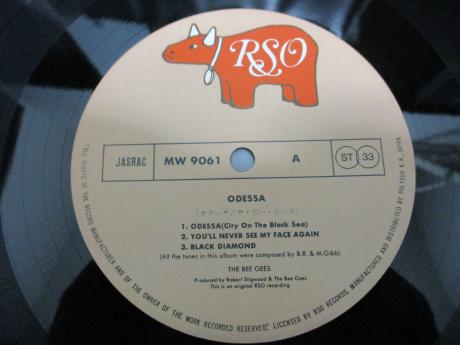 RSO
JASRAC MW 9061 A ST 33
ODESSA
(オデッサ/ザ・ビー・ジーズ)
1. ODESSA(City On The Black Sea)
2. YOU'LL NEVER SEE MY FACE AGAIN
3. BLACK DIAMOND
(All the tunes in this album were composed by B.R. & M.Gibb)
THE BEE GEES
Produced by Robert Stigwood & The Bee Gees
This is an original RSO recording
"ALL RIGHTS OF THE RECORD MANUFACTURER AND OF THE OWNER OF THE WORK RECORDED RESERVED", LICENSED BY RSO RECORDS, MANUFACTURED AND DISTRIBUTED BY POLYDOR K.K., JAPAN